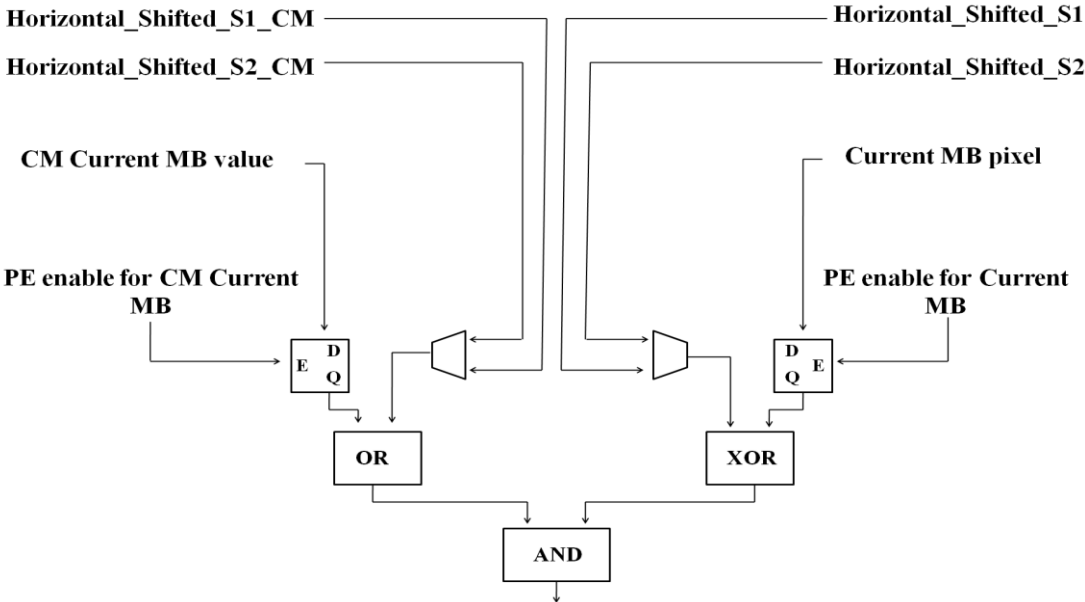 Horizontal_Shifted_S1_CM
Horizontal_Shifted_S1
Horizontal_Shifted_S2_CM
Horizontal_Shifted_S2
CM Current MB value
Current MB pixel
PE enable for CM Current
MB
PE enable for Current
MB
D
E
Q
D
E
Q
OR
XOR
AND